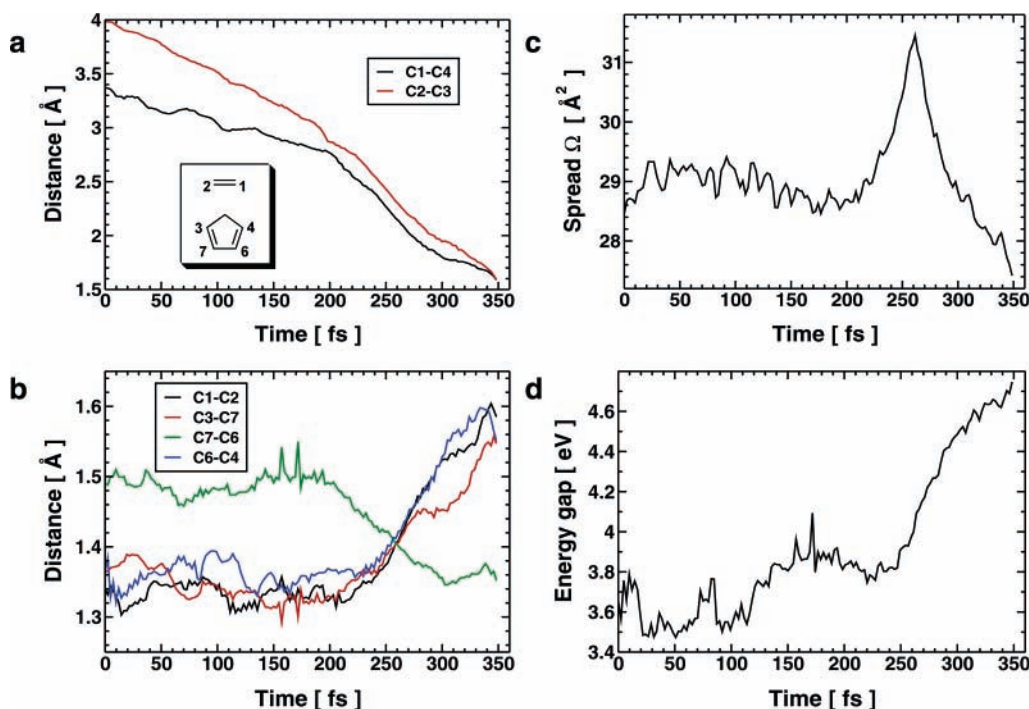 a
4
3.5
3
2.5
2
1.5
Distance [ Å ]
C1-C4
C2-C3
2 1
3 4
7 6
0 50 100 150 200 250 300 350
Time [ fs ]
c
31
30
29
28
Spread Ω [ Å2 ]
0 50 100 150 200 250 300 350
Time [ fs ]
b
1.6
1.5
1.4
1.3
Distance [ Å ]
C1-C2
C3-C7
C7-C6
C6-C4
0 50 100 150 200 250 300 350
Time [ fs ]
d
4.6
4.4
4.2
4
3.8
3.6
3.4
Energy gap [ eV ]
0 50 100 150 200 250 300 350
Time [ fs ]